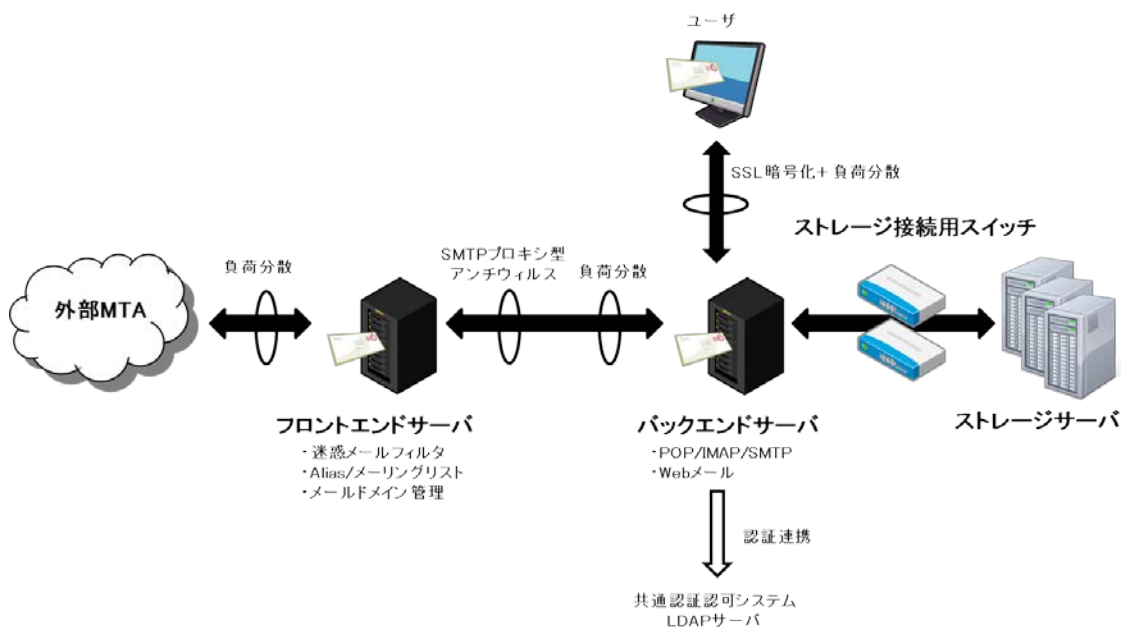 ユーザ
SSL暗号化＋負荷分散
ストレージ接続用スイッチ
SMTPプロキシ型
アンチウィルス
負荷分散
負荷分散
外部MTA
フロントエンドサーバ
・迷惑メールフィルタ
・Alias/メーリングリスト
・メールドメイン管理
バックエンドサーバ
・POP/IMAP/SMTP
・Webメール
ストレージサーバ
認証連携
共通認証認可システム
LDAPサーバ